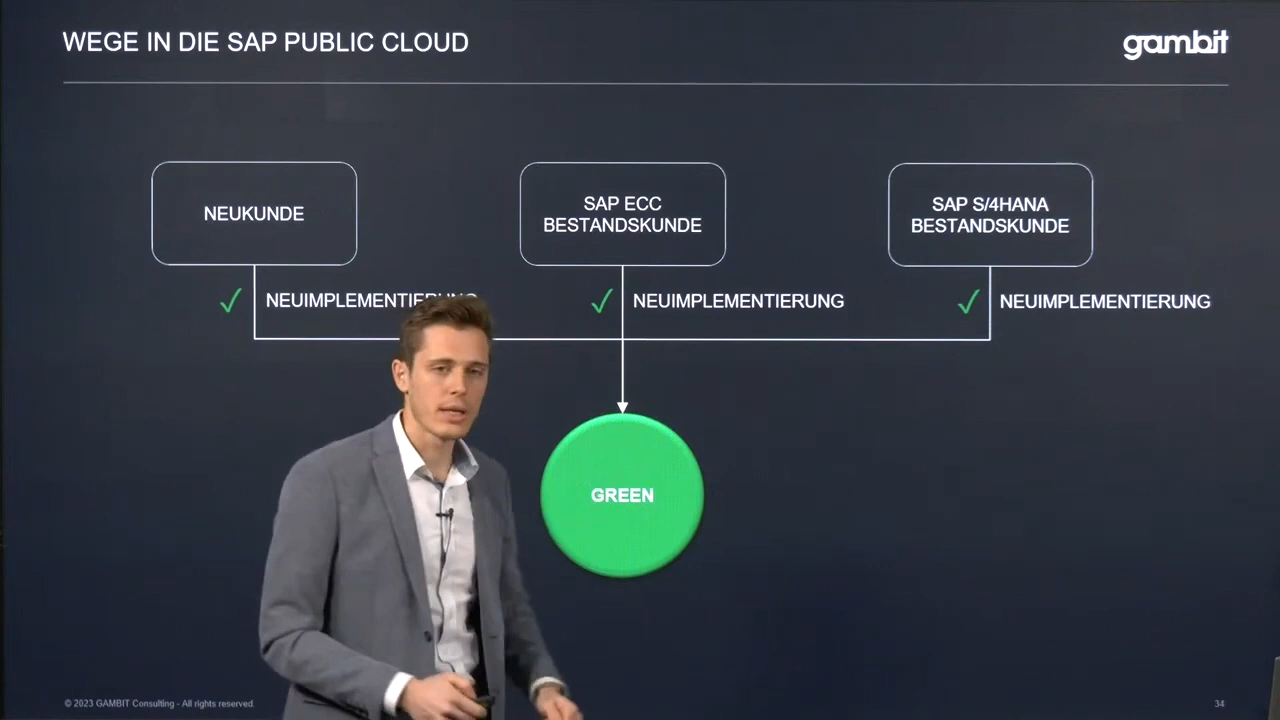 WEGE IN DIE SAP PUBLIC CLOUD
gambit
NEUKUNDE
SAP ECC
BESTANDSKUNDE
SAP S/4HANA
BESTANDSKUNDE
NEUIMPLEMENTIERUNG
NEUIMPLEMENTIERUNG
NEUIMPLEMENTIERUNG
GREEN
© 2023 GAMBIT Consulting - All rights reserved.
34